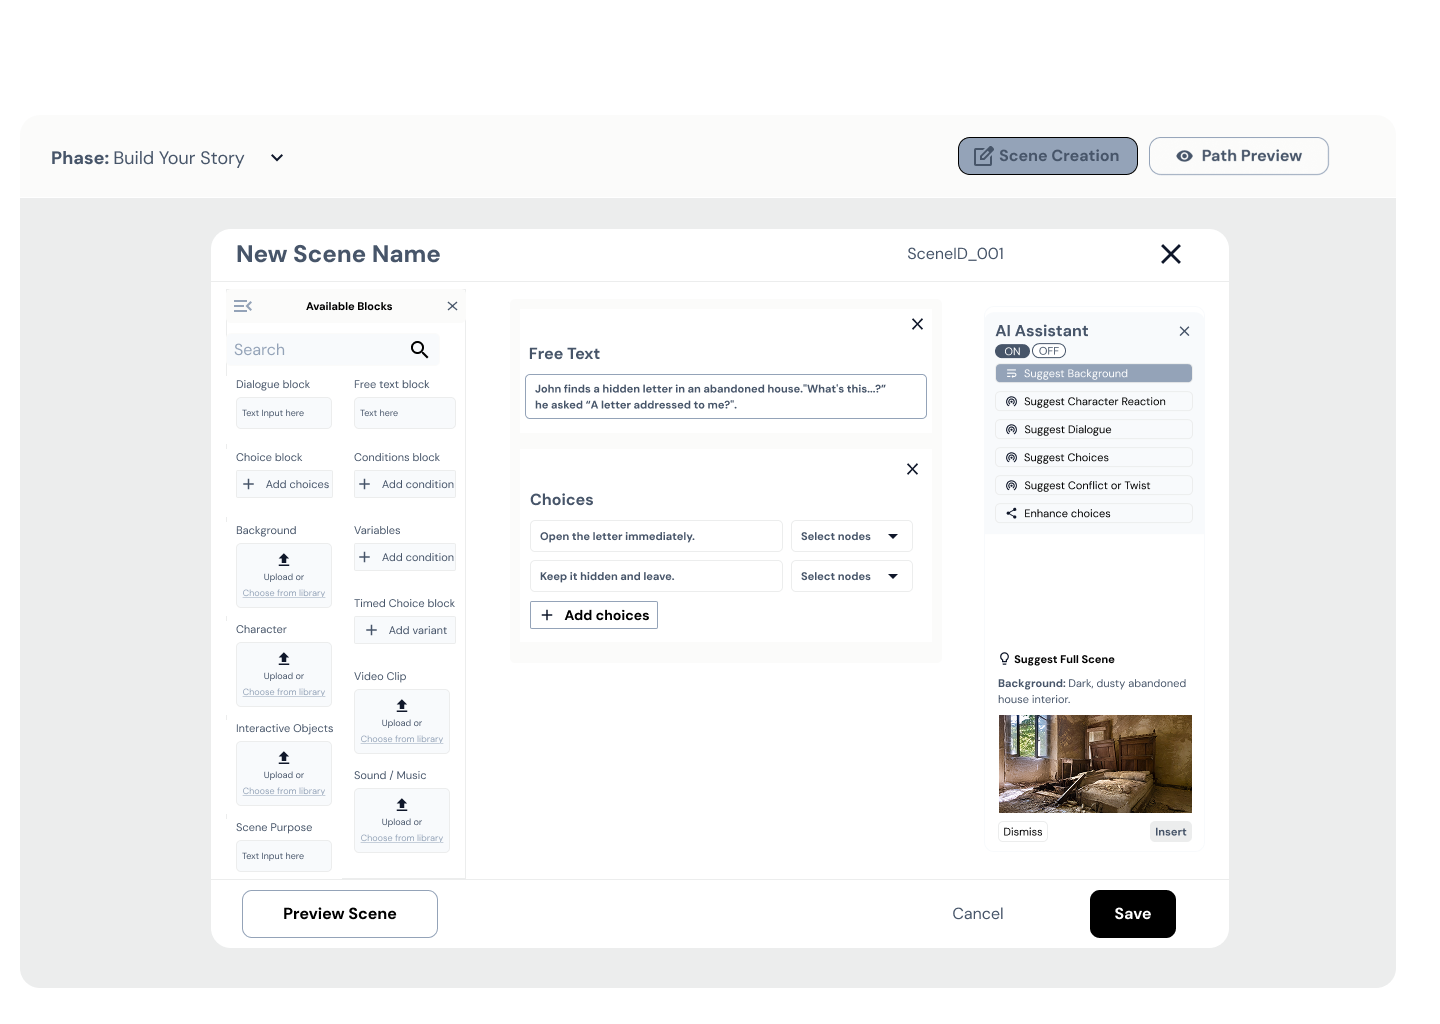 Phase: Build Your Story
Scene Creation
Path Preview
New Scene Name
SceneID_001
Available Blocks
Search
Dialogue block
Text Input here
Free text block
Text here
Choice block
Add choices
Conditions block
Add condition
Background
Upload or
Choose from library
Variables
Add condition
Timed Choice block
Add variant
Character
Upload or
Choose from library
Video Clip
Upload or
Choose from library
Interactive Objects
Upload or
Choose from library
Sound / Music
Upload or
Choose from library
Scene Purpose
Text Input here
Free Text
John finds a hidden letter in an abandoned house."What's this...?”
he asked “A letter addressed to me?".
Choices
Open the letter immediately.
Select nodes
Keep it hidden and leave.
Select nodes
Add choices
AI Assistant
ON
OFF
Suggest Background
Suggest Character Reaction
Suggest Dialogue
Suggest Choices
Suggest Conflict or Twist
Enhance choices
Suggest Full Scene
Background: Dark, dusty abandoned
house interior.
Dismiss
Insert
Preview Scene
Cancel
Save